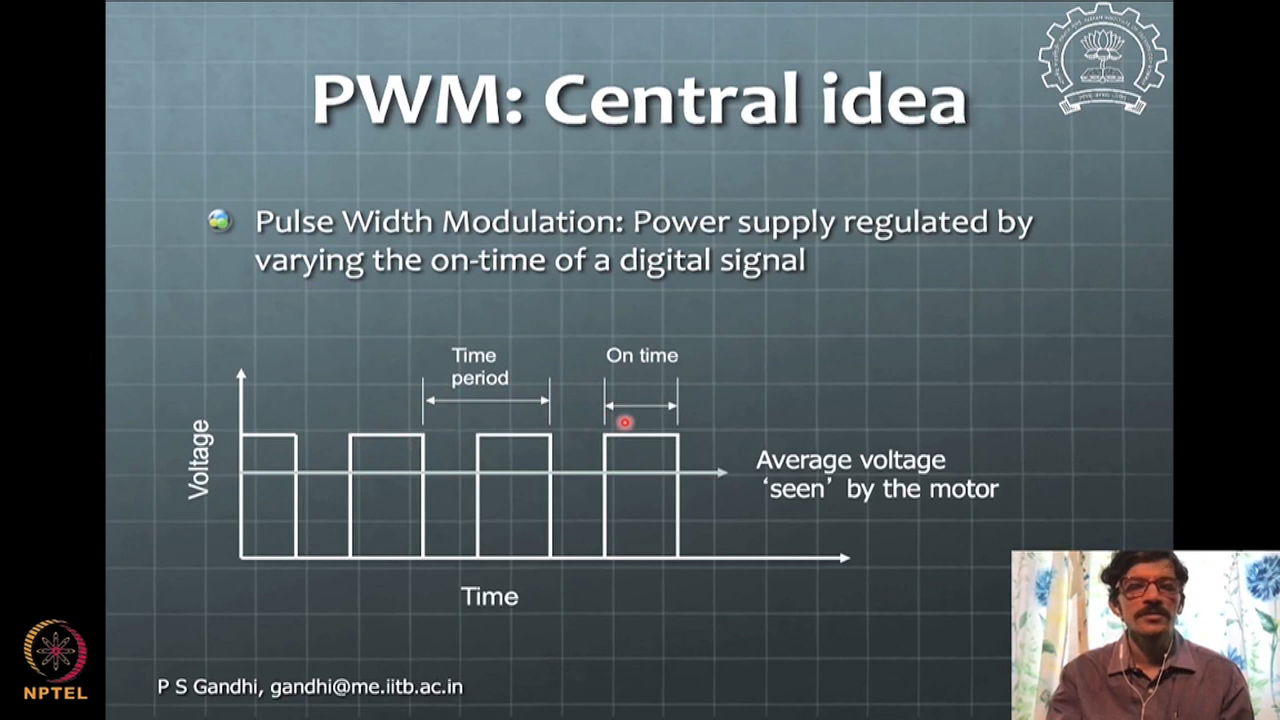 PWM: Central idea
Pulse Width Modulation: Power supply regulated by
varying the on-time of a digital signal
Time
period
On time
Voltage
Average voltage
‘seen’ by the motor
Time
P S Gandhi, gandhi@me.iitb.ac.in
NPTEL